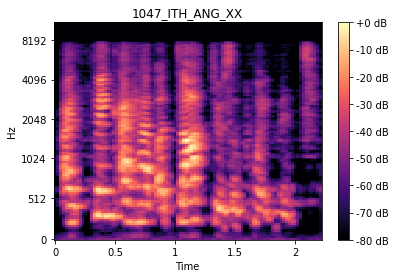 1047_ITH_ANG_XX
+0 dB
8192
-10 dB
4096
-20 dB
-30 dB
2048
Hz
-40 dB
1024
-50 dB
512
-60 dB
-70 dB
0
-80 dB
0
0.5
1
1.5
2
Time